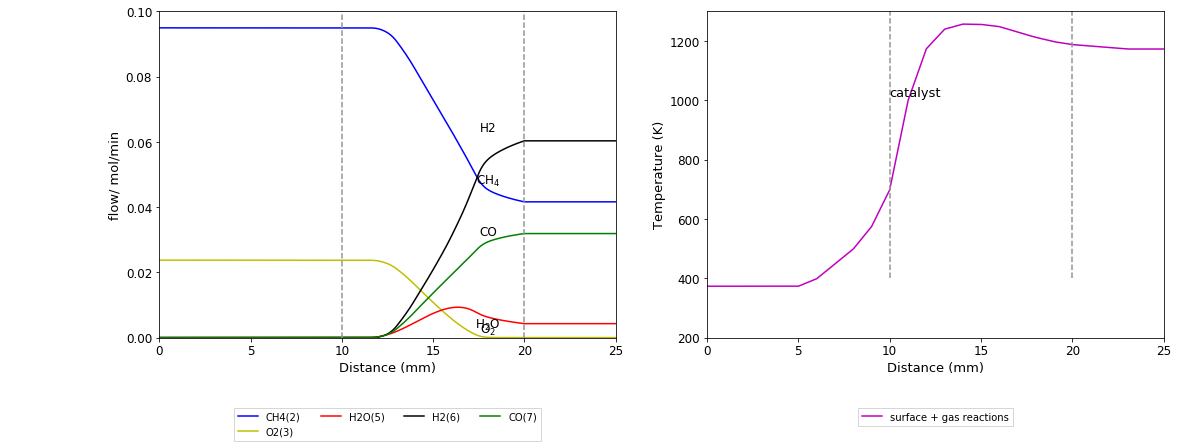 0.10
0.08
0.06
0.04
0.02
0.00
flow/ mol/min
H2
CH₄
CO
H₂O
O₂
0 5 10 15 20 25
Distance (mm)
CH4(2) H2O(5) H2(6) CO(7)
O2(3)
1200
1000
800
600
400
200
Temperature (K)
catalyst
0 5 10 15 20 25
Distance (mm)
surface + gas reactions